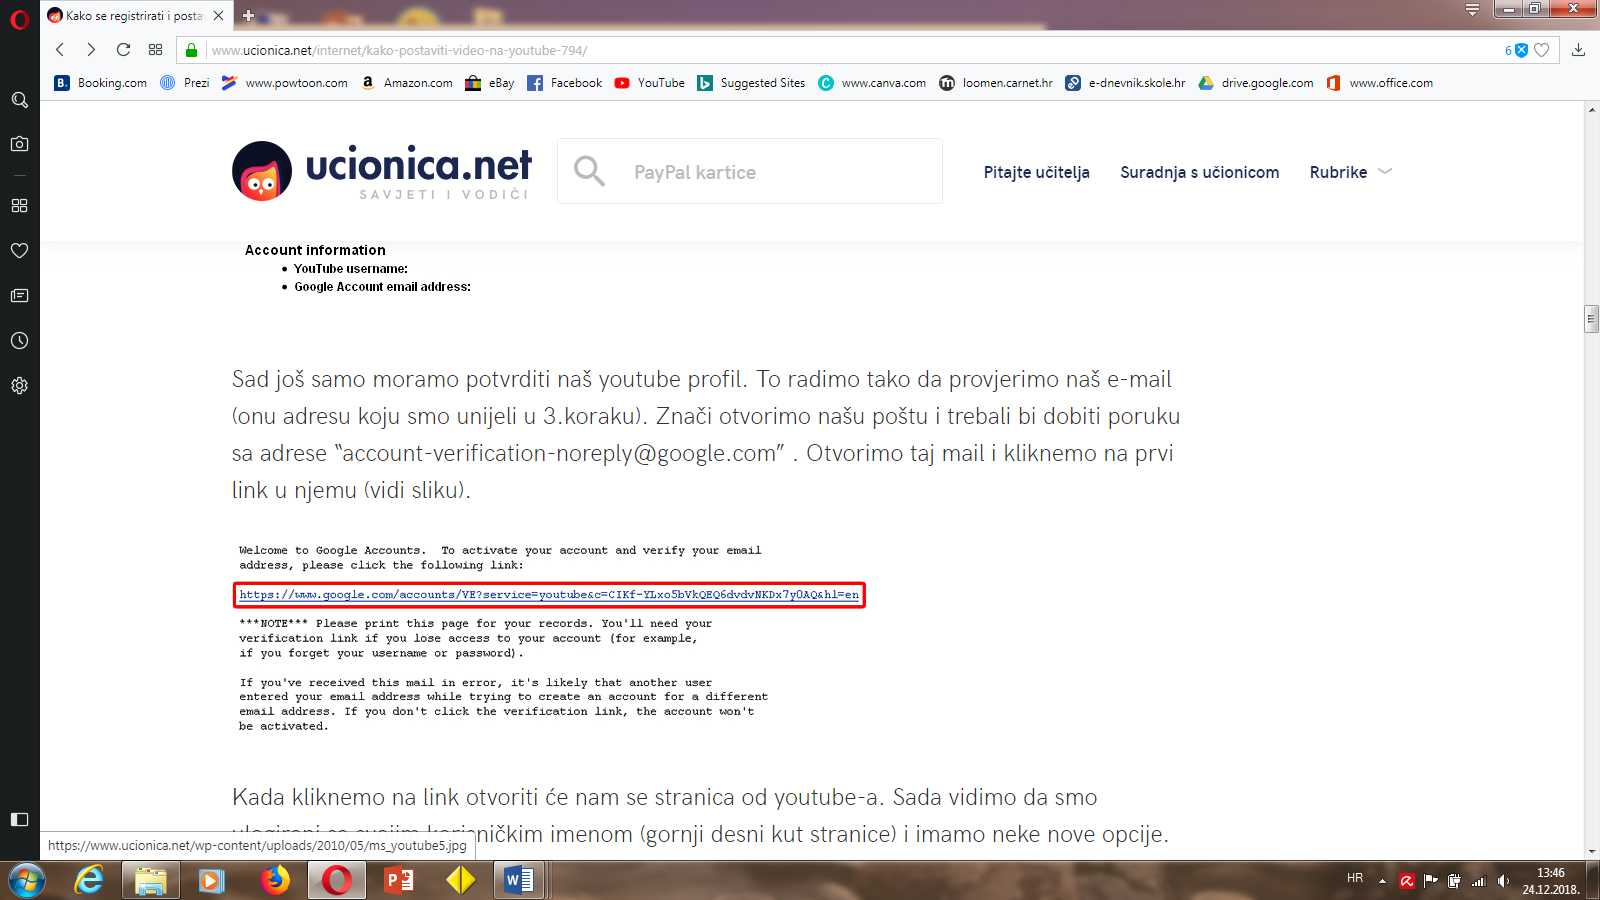 Kako se registrirati i posta
www.ucionica.net/internet/kako-postaviti-video-na-youtube-794/
6
Booking.com Prezi www.powtoon.com Amazon.com eBay Facebook YouTube Suggested Sites www.canva.com loomen.carnet.hr e-dnevnik.skole.hr drive.google.com www.office.com
ucionica.net
SAVJETI I VODIČI
PayPal kartice
Pitajte učitelja Suradnja s učionicom Rubrike
Account information
• YouTube username:
• Google Account email address:
Sad još samo moramo potvrditi naš youtube profil. To radimo tako da provjerimo naš e-mail
(onu adresu koju smo unijeli u 3.koraku). Znači otvorimo našu poštu i trebali bi dobiti poruku
sa adrese “account-verification-noreply@google.com” . Otvorimo taj mail i kliknemo na prvi
link u njemu (vidi sliku).
Welcome to Google Accounts. To activate your account and verify your email
address, please click the following link:
https://www.google.com/accounts/VE?service=youtube&c=CIKf-YLxo5bVkQEQ6dvdvNKDx7y0AQ&hl=en
***NOTE*** Please print this page for your records. You'll need your
verification link if you lose access to your account (for example,
if you forget your username or password).
If you've received this mail in error, it's likely that another user
entered your email address while trying to create an account for a different
email address. If you don't click the verification link, the account won't
be activated.
Kada kliknemo na link otvoriti će nam se stranica od youtube-a. Sada vidimo da smo
korisničkim imenom (gornji desni kut stranice) i imamo neke nove opcije.
https://www.ucionica.net/wp-content/uploads/2010/05/ms_youtube5.jpg
HR
13:46
24.12.2018.